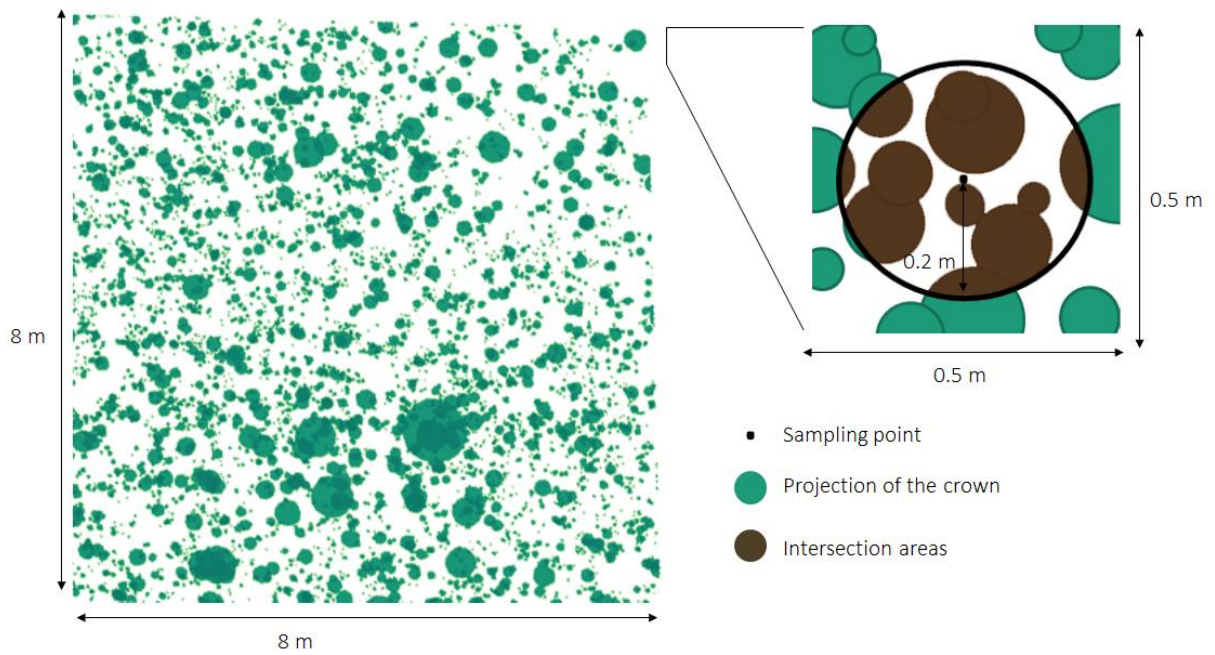 8 m
8 m
0.2 m
0.5 m
0.5 m
Sampling point
Projection of the crown
Intersection areas